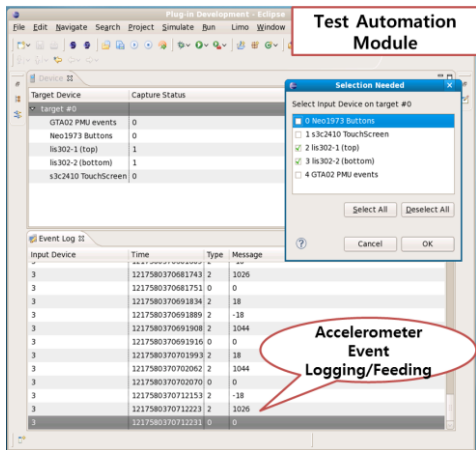 Plug-in Development - Eclipse
File Edit Navigate Search Project Simulate Run Limo Window
Test Automation
Module
Device
Target Device Capture Status
target #0
GTA02 PMU events 0
Neo1973 Buttons 0
lis302-1 (top) 1
lis302-2 (bottom) 1
s3c2410 TouchScreen 0
Selection Needed
Select Input Device on target #0
0 Neo1973 Buttons
1 s3c2410 TouchScreen
2 lis302-1 (top)
3 lis302-2 (bottom)
4 GTA02 PMU events
Select All Deselect All
Cancel OK
Event Log
Input Device Time Type Message
3 1217580370681743 2 1026
3 1217580370681751 0 0
3 1217580370691834 2 18
3 1217580370691889 2 -18
3 1217580370691908 2 1044
3 1217580370691916 0 0
3 1217580370701993 2 18
3 1217580370702062 2 1044
3 1217580370702070 0 0
3 1217580370712153 2 -18
3 1217580370712223 2 1026
3 1217580370712231 0 0
Accelerometer
Event
Logging/Feeding